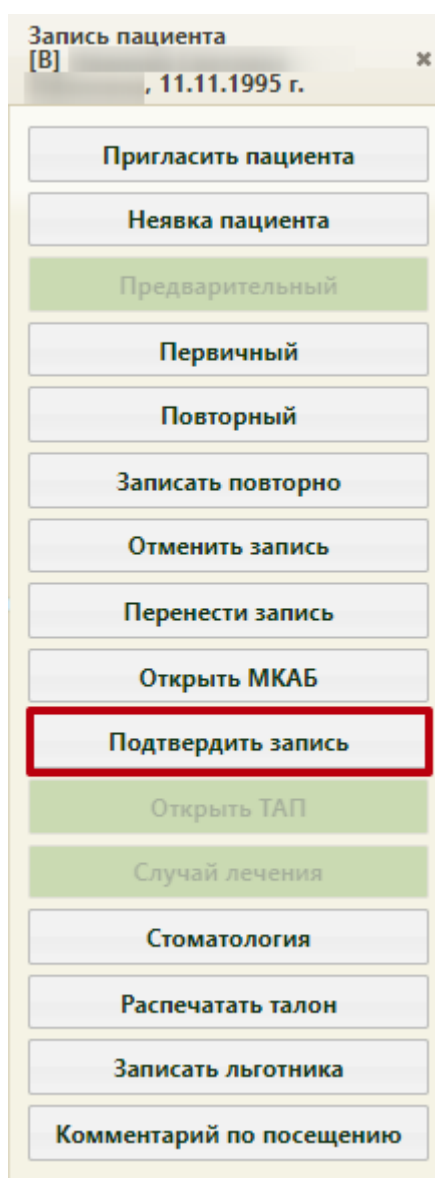 Запись пациента
[В]
, 11.11.1995 г.
Пригласить пациента
Неявка пациента
Предварительный
Первичный
Повторный
Записать повторно
Отменить запись
Перенести запись
Открыть МКАБ
Подтвердить запись
Открыть ТАП
Случай лечения
Стоматология
Распечатать талон
Записать льготника
Комментарий по посещению